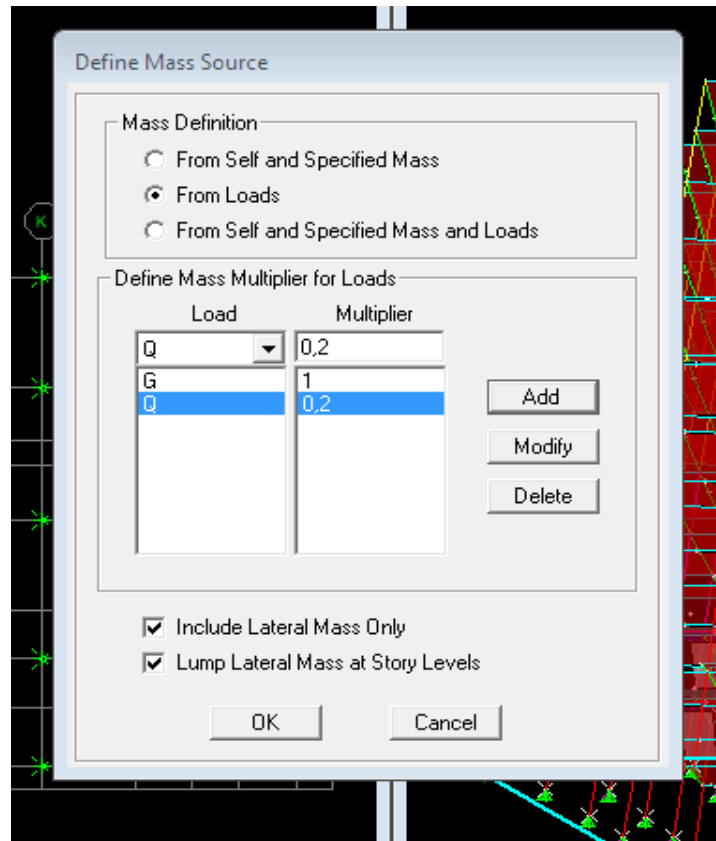 Define Mass Source
Mass Definition
From Self and Specified Mass
From Loads
From Self and Specified Mass and Loads
K
Define Mass Multiplier for Loads
Load Multiplier
Q 0,2
G 1
Q 0,2
Add
Modify
Delete
Include Lateral Mass Only
Lump Lateral Mass at Story Levels
OK Cancel